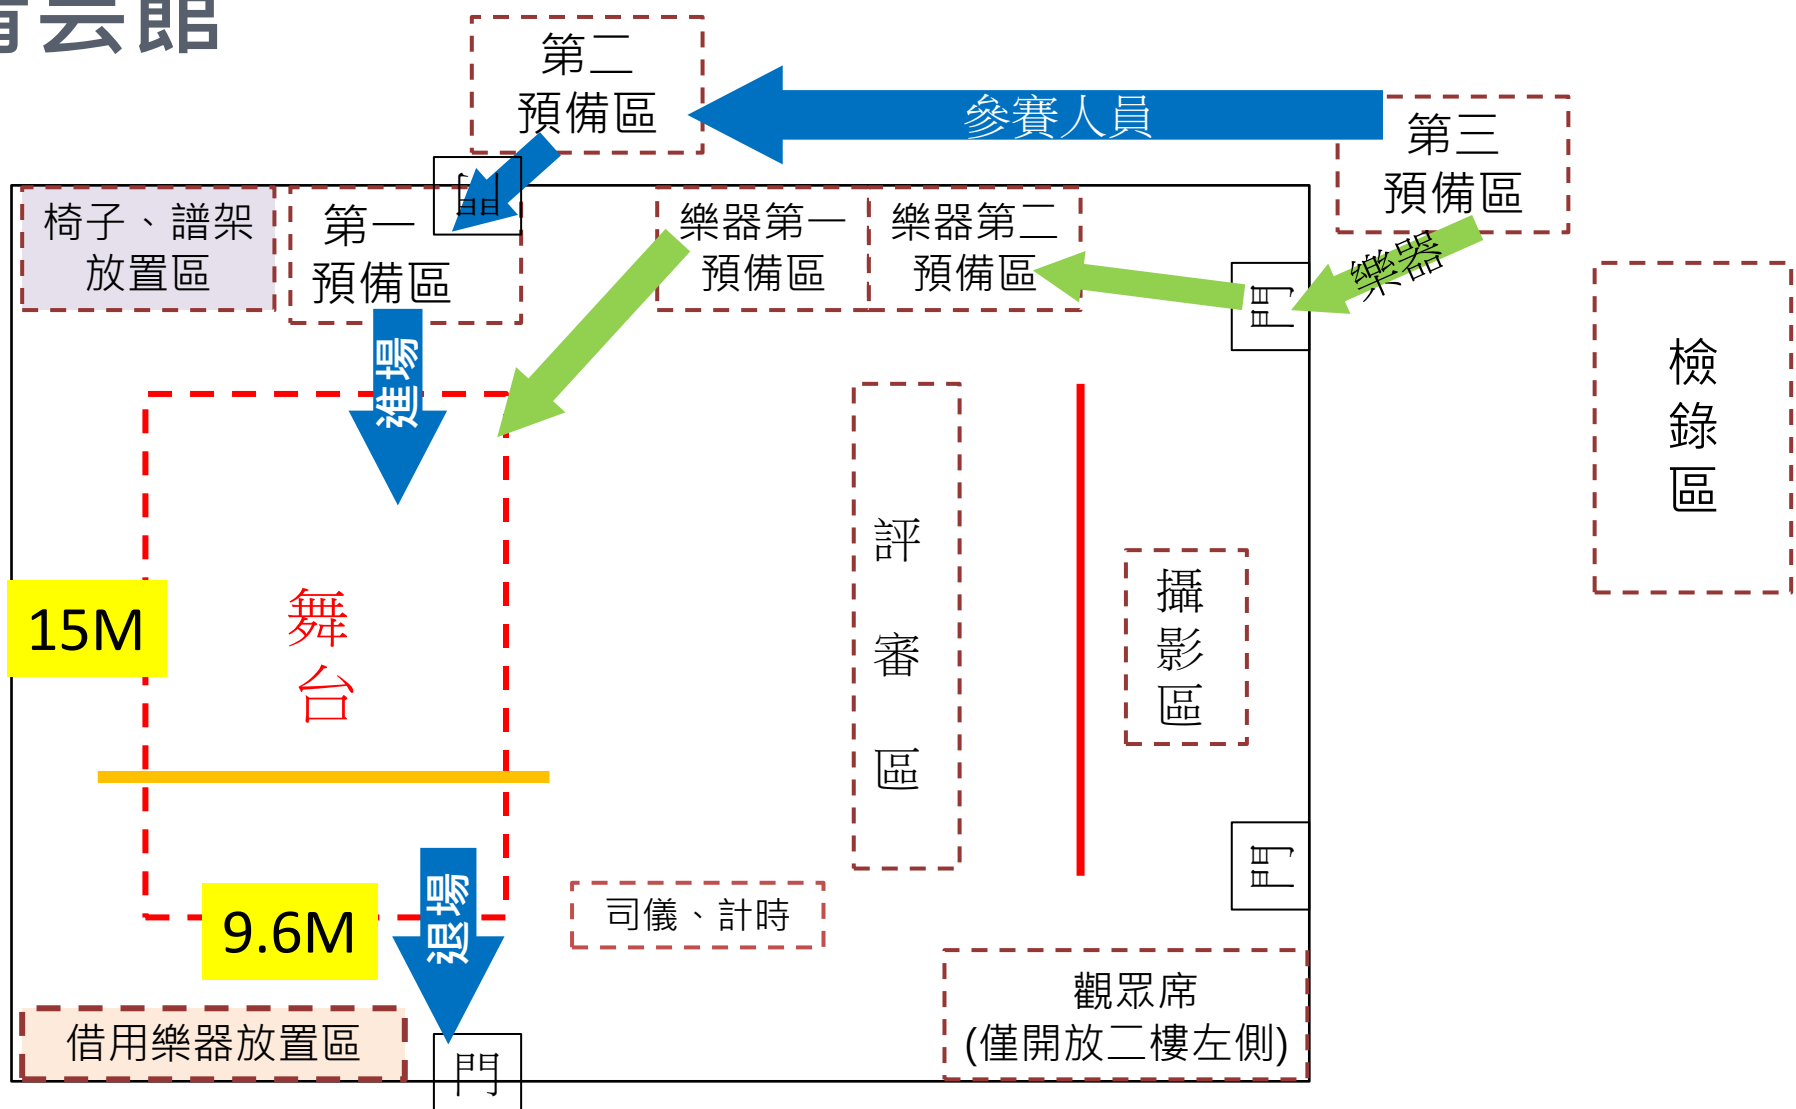 云館
第二
預備區
參賽人員
第三
預備區
門
椅子、譜架
放置區
第一
預備區
樂器第一
預備區
樂器第二
預備區
樂器
門
檢
錄
區
進場
舞
台
15M
評
審
區
攝
影
區
門
9.6M
退場
司儀、計時
觀眾席
(僅開放二樓左側)
借用樂器放置區
門